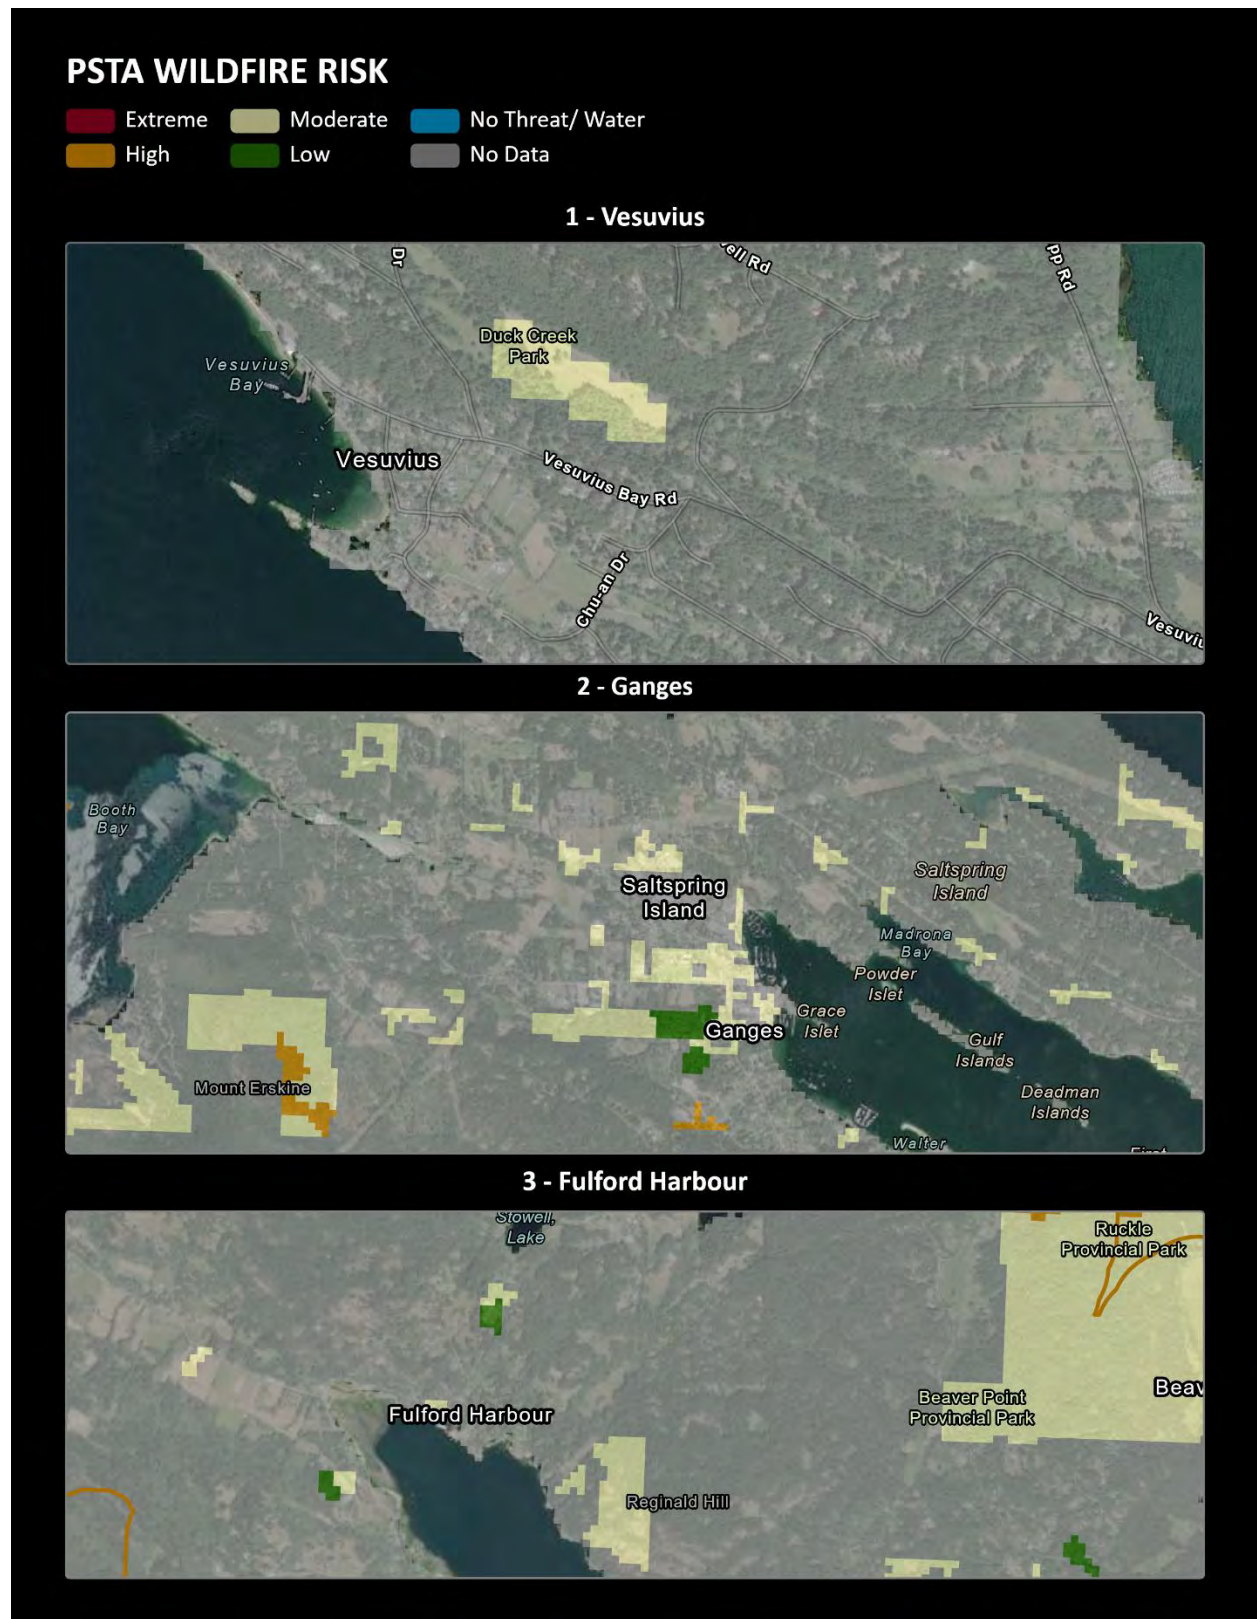 PSTA WILDFIRE RISK
Extreme
Moderate
No Threat/ Water
High
Low
No Data
1 - Vesuvius
Dr
Rd
Rd
Duck Creek
Park
Vesuvius
Bay
Vesuvius
Vesuvius Bay Rd
Chu-an Dr
2 - Ganges
Booth
Bay
Saltspring
Island
Saltspring
Island
Madrona
Bay
Powder
Islet
Grace
Islet
Ganges
Gulf
Islands
Mount Erskine
Deadman
Islands
Walter
3 - Fulford Harbour
Stowell
Lake
Ruckle
Provincial Park
Beav
Beaver Point
Provincial Park
Fulford Harbour
Reginald Hill